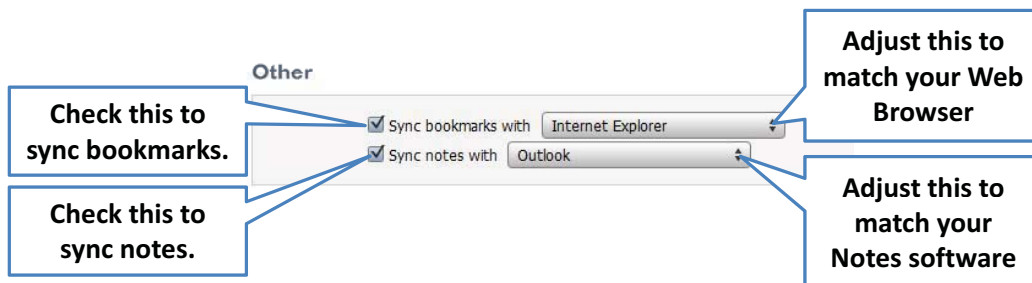 Adjust this to
match your Web
Browser
Other
Check this to
sync bookmarks.
Sync bookmarks with Internet Explorer
Sync notes with Outlook
Check this to
sync notes.
Adjust this to
match your
Notes software